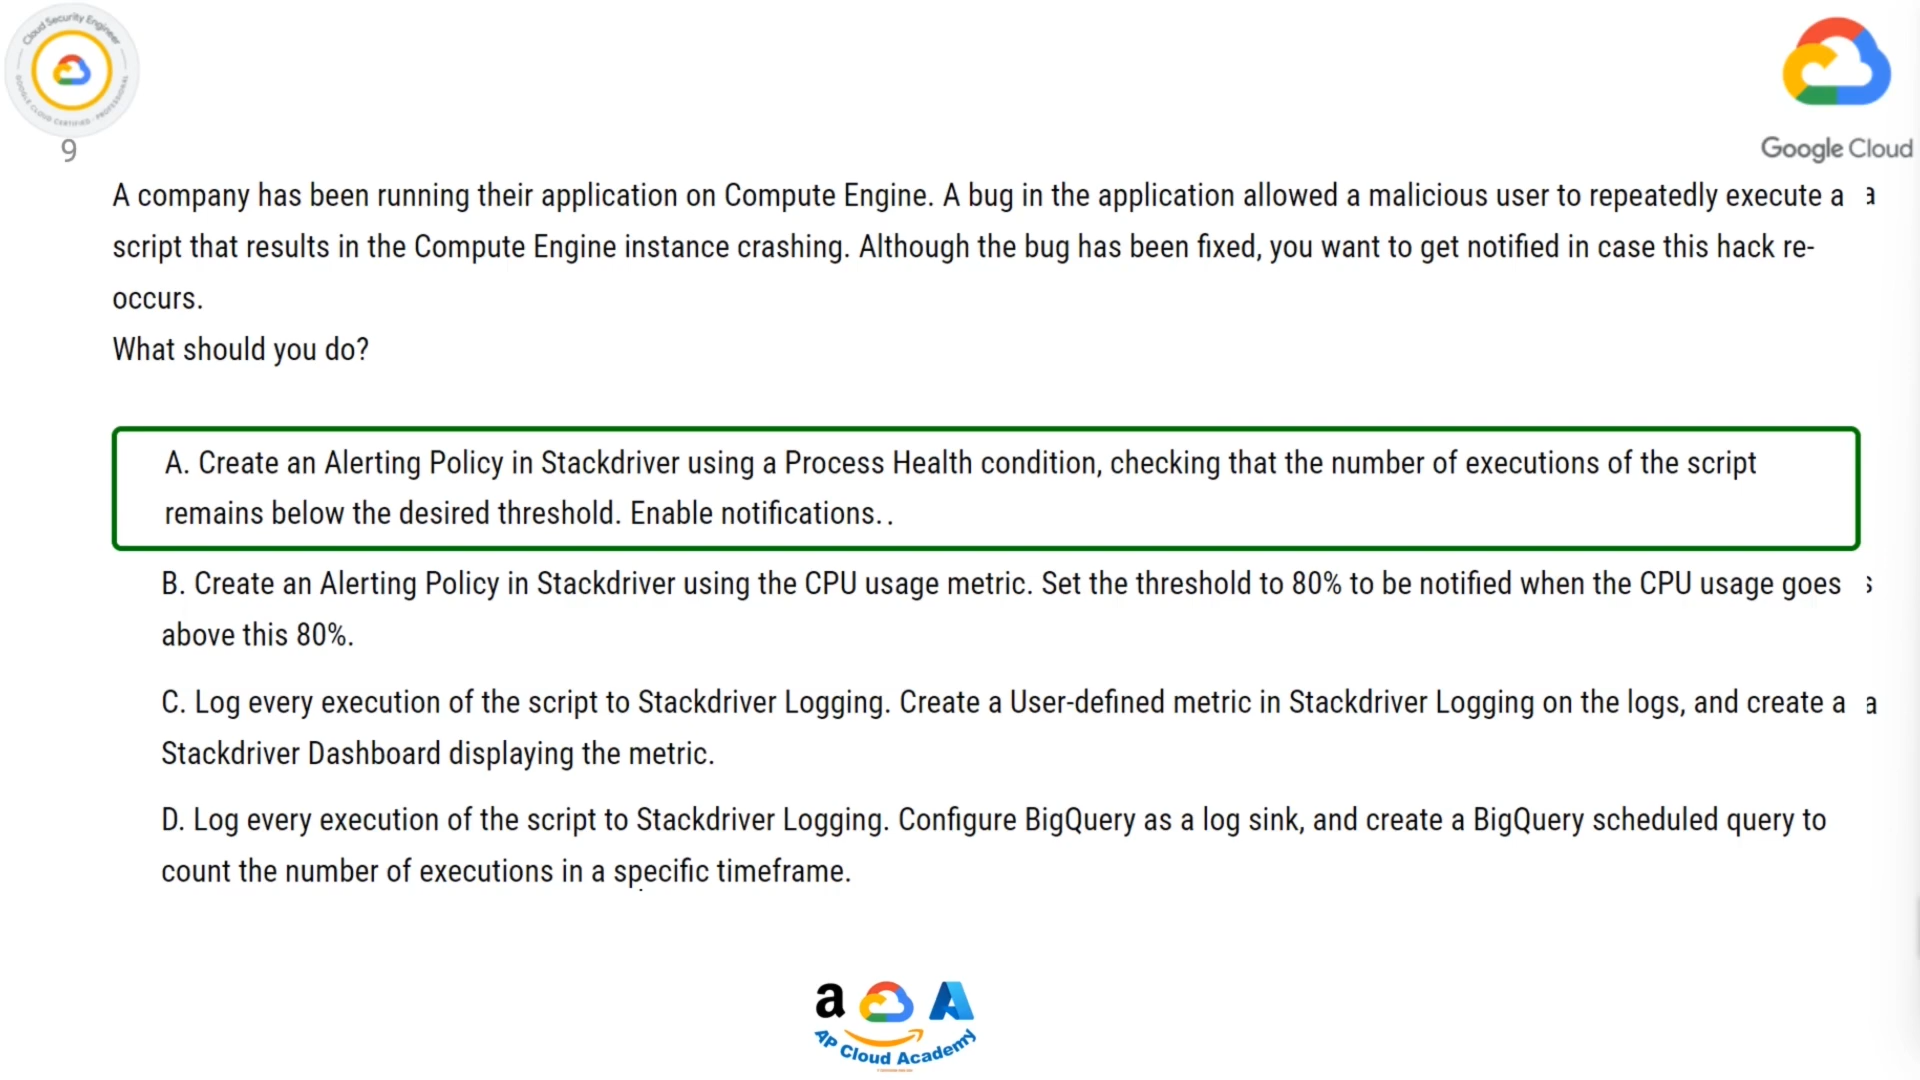 Cloud Security Engineer
GOOGLE CLOUD CERTIFIED · PROFESSIONAL
9
Google Cloud
A company has been running their application on Compute Engine. A bug in the application allowed a malicious user to repeatedly execute a a
script that results in the Compute Engine instance crashing. Although the bug has been fixed, you want to get notified in case this hack re-
occurs.
What should you do?
A. Create an Alerting Policy in Stackdriver using a Process Health condition, checking that the number of executions of the script
remains below the desired threshold. Enable notifications. .
B. Create an Alerting Policy in Stackdriver using the CPU usage metric. Set the threshold to 80% to be notified when the CPU usage goes s
above this 80%.
C. Log every execution of the script to Stackdriver Logging. Create a User-defined metric in Stackdriver Logging on the logs, and create a a
Stackdriver Dashboard displaying the metric.
D. Log every execution of the script to Stackdriver Logging. Configure BigQuery as a log sink, and create a BigQuery scheduled query to
count the number of executions in a specific timeframe.
a
AP Cloud Academy